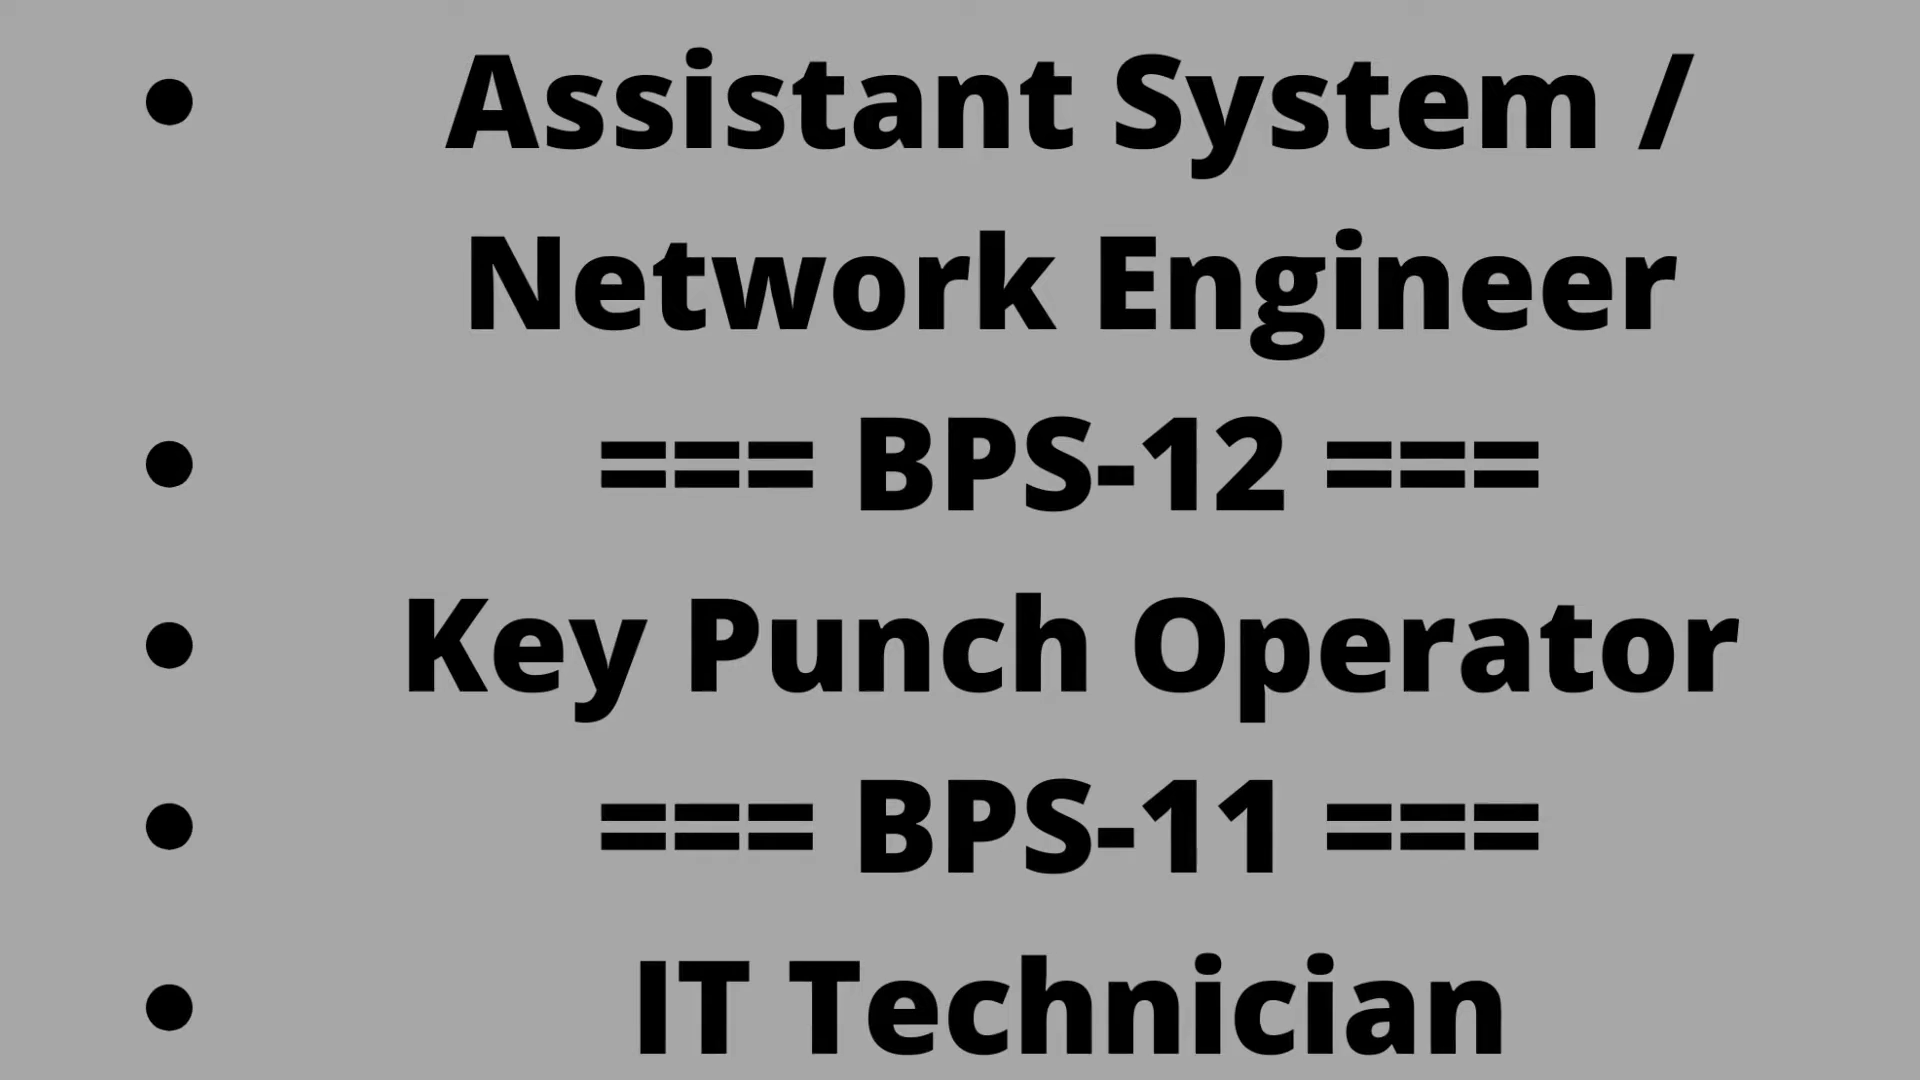 • Assistant System /
Network Engineer
• === BPS-12 ===
• Key Punch Operator
• === BPS-11 ===
• IT Technician